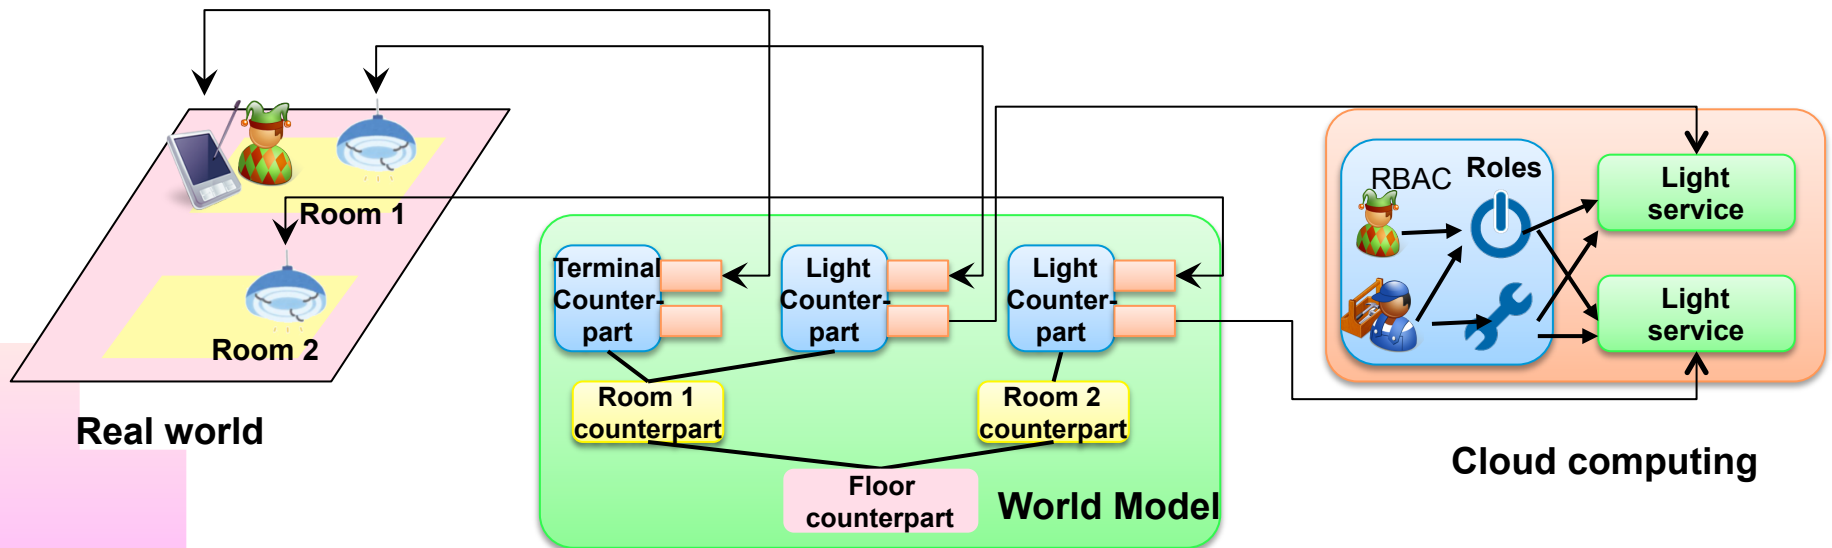 Room 1
Room 2
Real world
Terminal
Counter-
part
Light
Counter-
part
Light
Counter-
part
Room 1
counterpart
Room 2
counterpart
Floor
counterpart
World Model
RBAC
Roles
Light
service
Light
service
Cloud computing